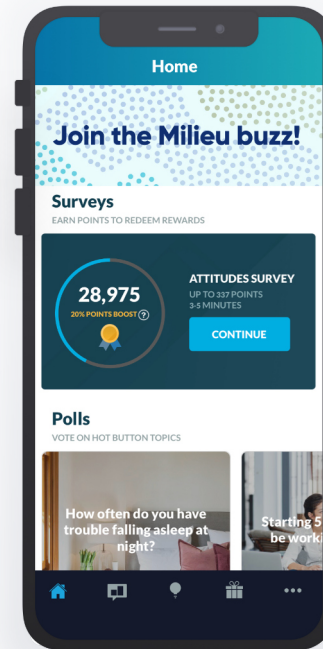 Home
Join the Milieu buzz!
Surveys
EARN POINTS TO REDEEM REWARDS
28,975
20% POINTS BOOST ?
ATTITUDES SURVEY
UP TO 337 POINTS
3-5 MINUTES
CONTINUE
Polls
VOTE ON HOT BUTTON TOPICS
How often do you have
trouble falling asleep at
night?
Starting 5
be worki